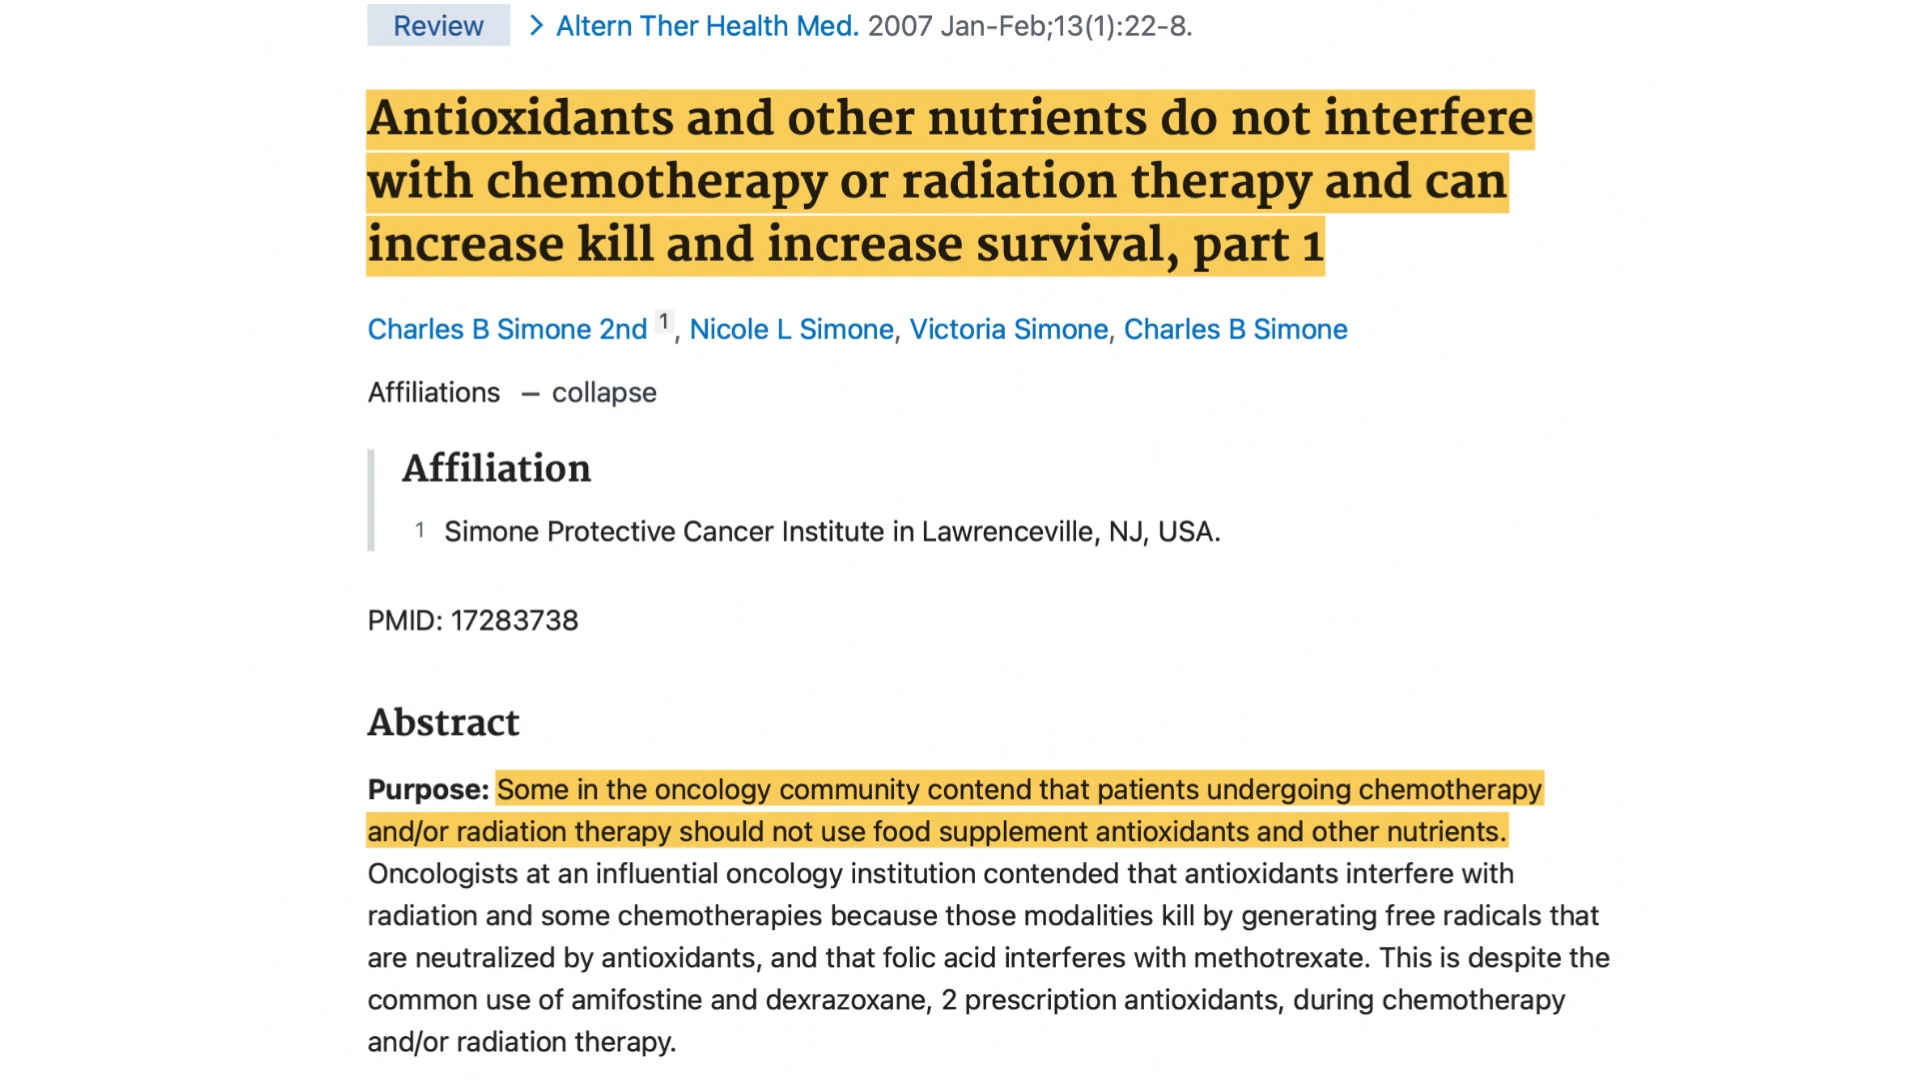 Review > Altern Ther Health Med. 2007 Jan-Feb;13(1):22-8.
Antioxidants and other nutrients do not interfere
with chemotherapy or radiation therapy and can
increase kill and increase survival, part 1
Charles B Simone 2nd 1, Nicole L Simone, Victoria Simone, Charles B Simone
Affiliations – collapse
Affiliation
1 Simone Protective Cancer Institute in Lawrenceville, NJ, USA.
PMID: 17283738
Abstract
Purpose: Some in the oncology community contend that patients undergoing chemotherapy
and/or radiation therapy should not use food supplement antioxidants and other nutrients.
Oncologists at an influential oncology institution contended that antioxidants interfere with
radiation and some chemotherapies because those modalities kill by generating free radicals that
are neutralized by antioxidants, and that folic acid interferes with methotrexate. This is despite the
common use of amifostine and dexrazoxane, 2 prescription antioxidants, during chemotherapy
and/or radiation therapy.